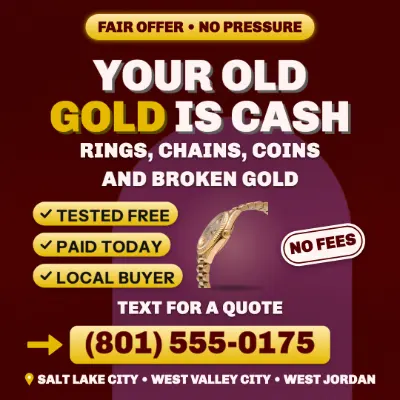 FAIR OFFER • NO PRESSURE
YOUR OLD
GOLD IS CASH
RINGS, CHAINS, COINS
AND BROKEN GOLD
✓ TESTED FREE
✓ PAID TODAY
✓ LOCAL BUYER
NO FEES
TEXT FOR A QUOTE
(801) 555-0175
SALT LAKE CITY • WEST VALLEY CITY • WEST JORDAN